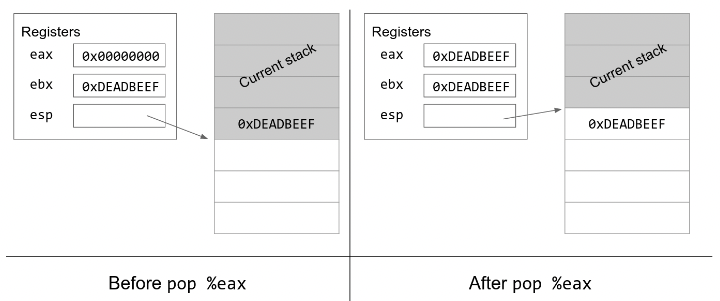 Registers
eax 0x00000000
ebx 0xDEADBEEF
esp
Current stack
0xDEADBEEF
Before pop %eax
Registers
eax 0xDEADBEEF
ebx 0xDEADBEEF
esp
Current stack
0xDEADBEEF
After pop %eax